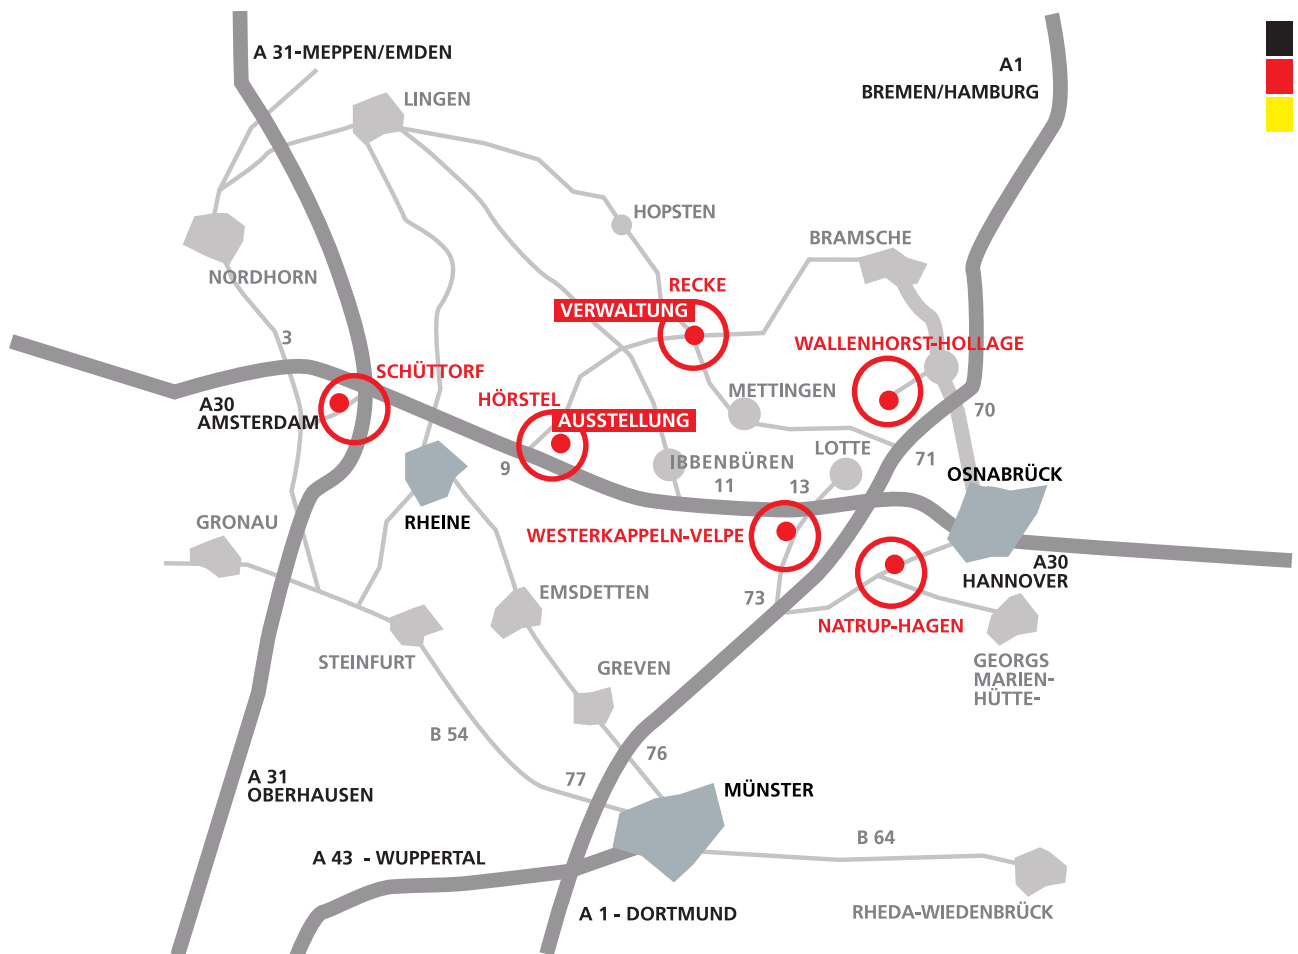 A 31-MEPPEN/EMDEN
A1
BREMEN/HAMBURG
LINGEN
HOPSTEN
BRAMSCHE
NORDHORN
RECKE
VERWALTUNG
3
WALLENHORST-HOLLAGE
SCHÜTTORF
METTINGEN
HÖRSTEL
A30
AMSTERDAM
AUSSTELLUNG
70
LOTTE
71
9
IBBENBÜREN
OSNABRÜCK
11
13
GRONAU
RHEINE
WESTERKAPPELN-VELPE
A30
HANNOVER
EMSDETTEN
73
NATRUP-HAGEN
STEINFURT
GREVEN
GEORGS
MARIEN-
HÜTTE-
B 54
76
A 31
OBERHAUSEN
77
MÜNSTER
B 64
A 43 - WUPPERTAL
A 1 - DORTMUND
RHEDA-WIEDENBRÜCK